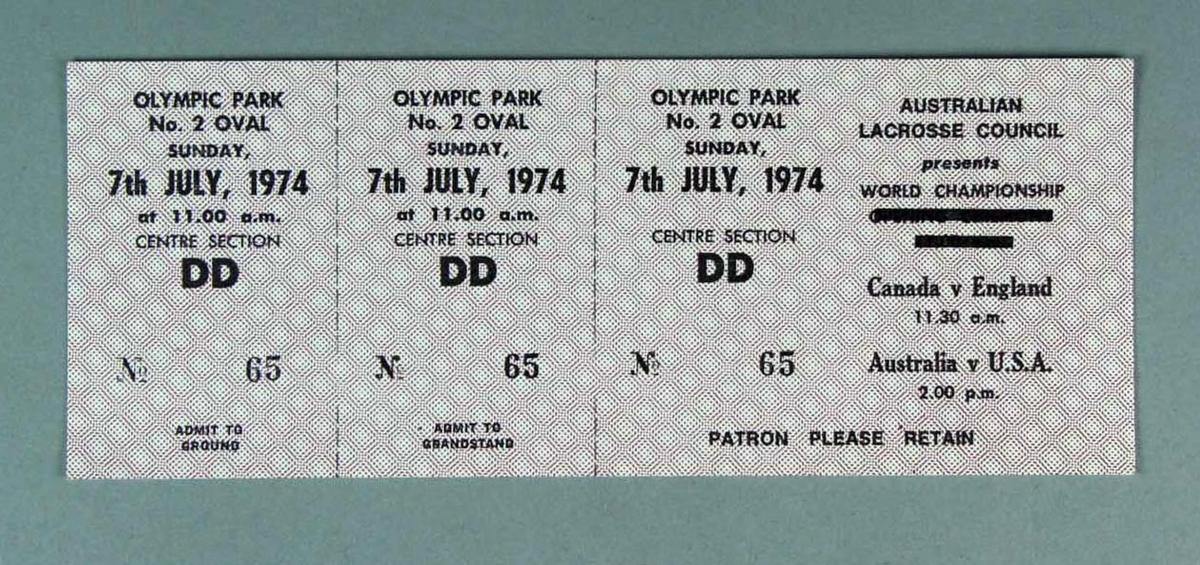 OLYMPIC PARK
No. 2 OVAL
SUNDAY,
7th JULY, 1974
at 11.00 a.m.
CENTRE SECTION
DD
No 65
ADMIT TO
GROUND
OLYMPIC PARK
No. 2 OVAL
SUNDAY,
7th JULY, 1974
at 11.00 a.m.
CENTRE SECTION
DD
No 65
ADMIT TO
GRANDSTAND
OLYMPIC PARK
No. 2 OVAL
SUNDAY,
7th JULY, 1974
CENTRE SECTION
DD
No 65
AUSTRALIAN
LACROSSE COUNCIL
presents
WORLD CHAMPIONSHIP
Canada v England
11.30 a.m.
Australia v U.S.A.
2.00 p.m.
PATRON PLEASE RETAIN